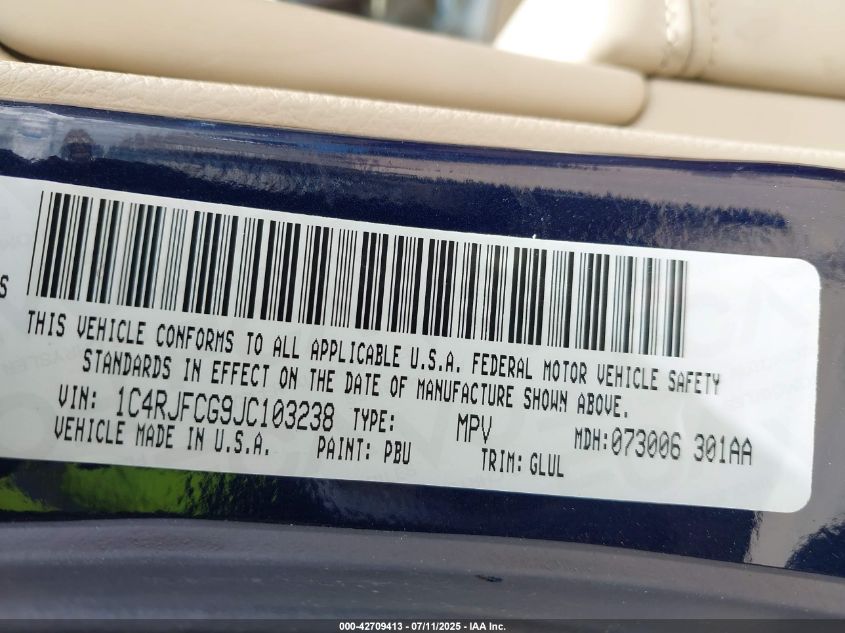 S
THIS VEHICLE CONFORMS TO ALL APPLICABLE U.S.A. FEDERAL MOTOR VEHICLE SAFETY
STANDARDS IN EFFECT ON THE DATE OF MANUFACTURE SHOWN ABOVE.
VIN: 1C4RJFCG9JC103238 TYPE: MPV MDH:073006 301AA
VEHICLE MADE IN U.S.A. PAINT: PBU TRIM: GLUL
000-42709413 - 07/11/2025 - IAA Inc.